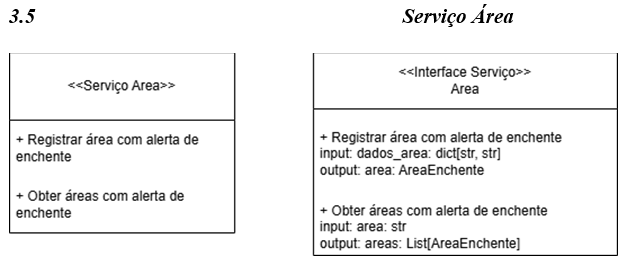 3.5 Serviço Área
<<Serviço Area>>
+ Registrar área com alerta de
enchente
+ Obter áreas com alerta de
enchente
<<Interface Serviço>>
Area
+ Registrar área com alerta de enchente
input: dados_area: dict[str, str]
output: area: AreaEnchente
+ Obter áreas com alerta de enchente
input: area: str
output: areas: List[AreaEnchente]